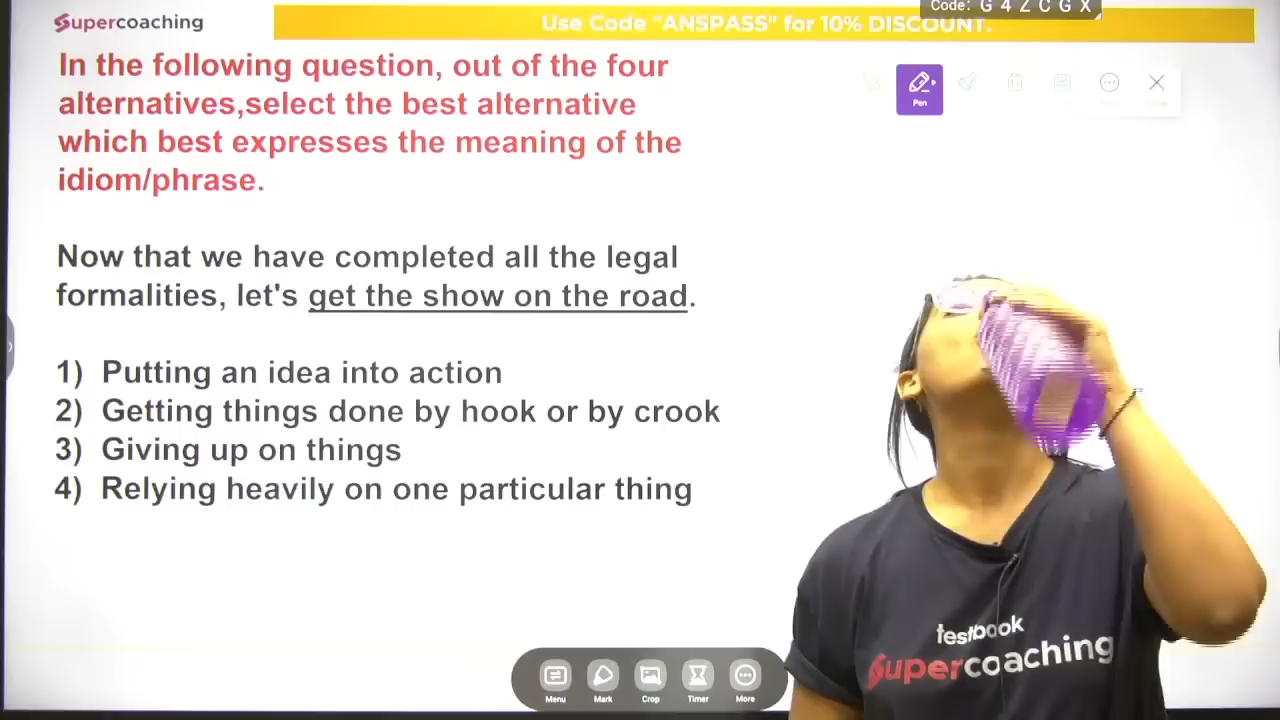 Supercoaching
Use Code "ANSPASS" for 10% DISCOUNT.
Code: G 4 Z C G X
In the following question, out of the four
alternatives,select the best alternative
which best expresses the meaning of the
idiom/phrase.
Pen
Now that we have completed all the legal
formalities, let's get the show on the road.
1) Putting an idea into action
2) Getting things done by hook or by crook
3) Giving up on things
4) Relying heavily on one particular thing
testbook
Supercoaching
Menu Mark Crop Timer More